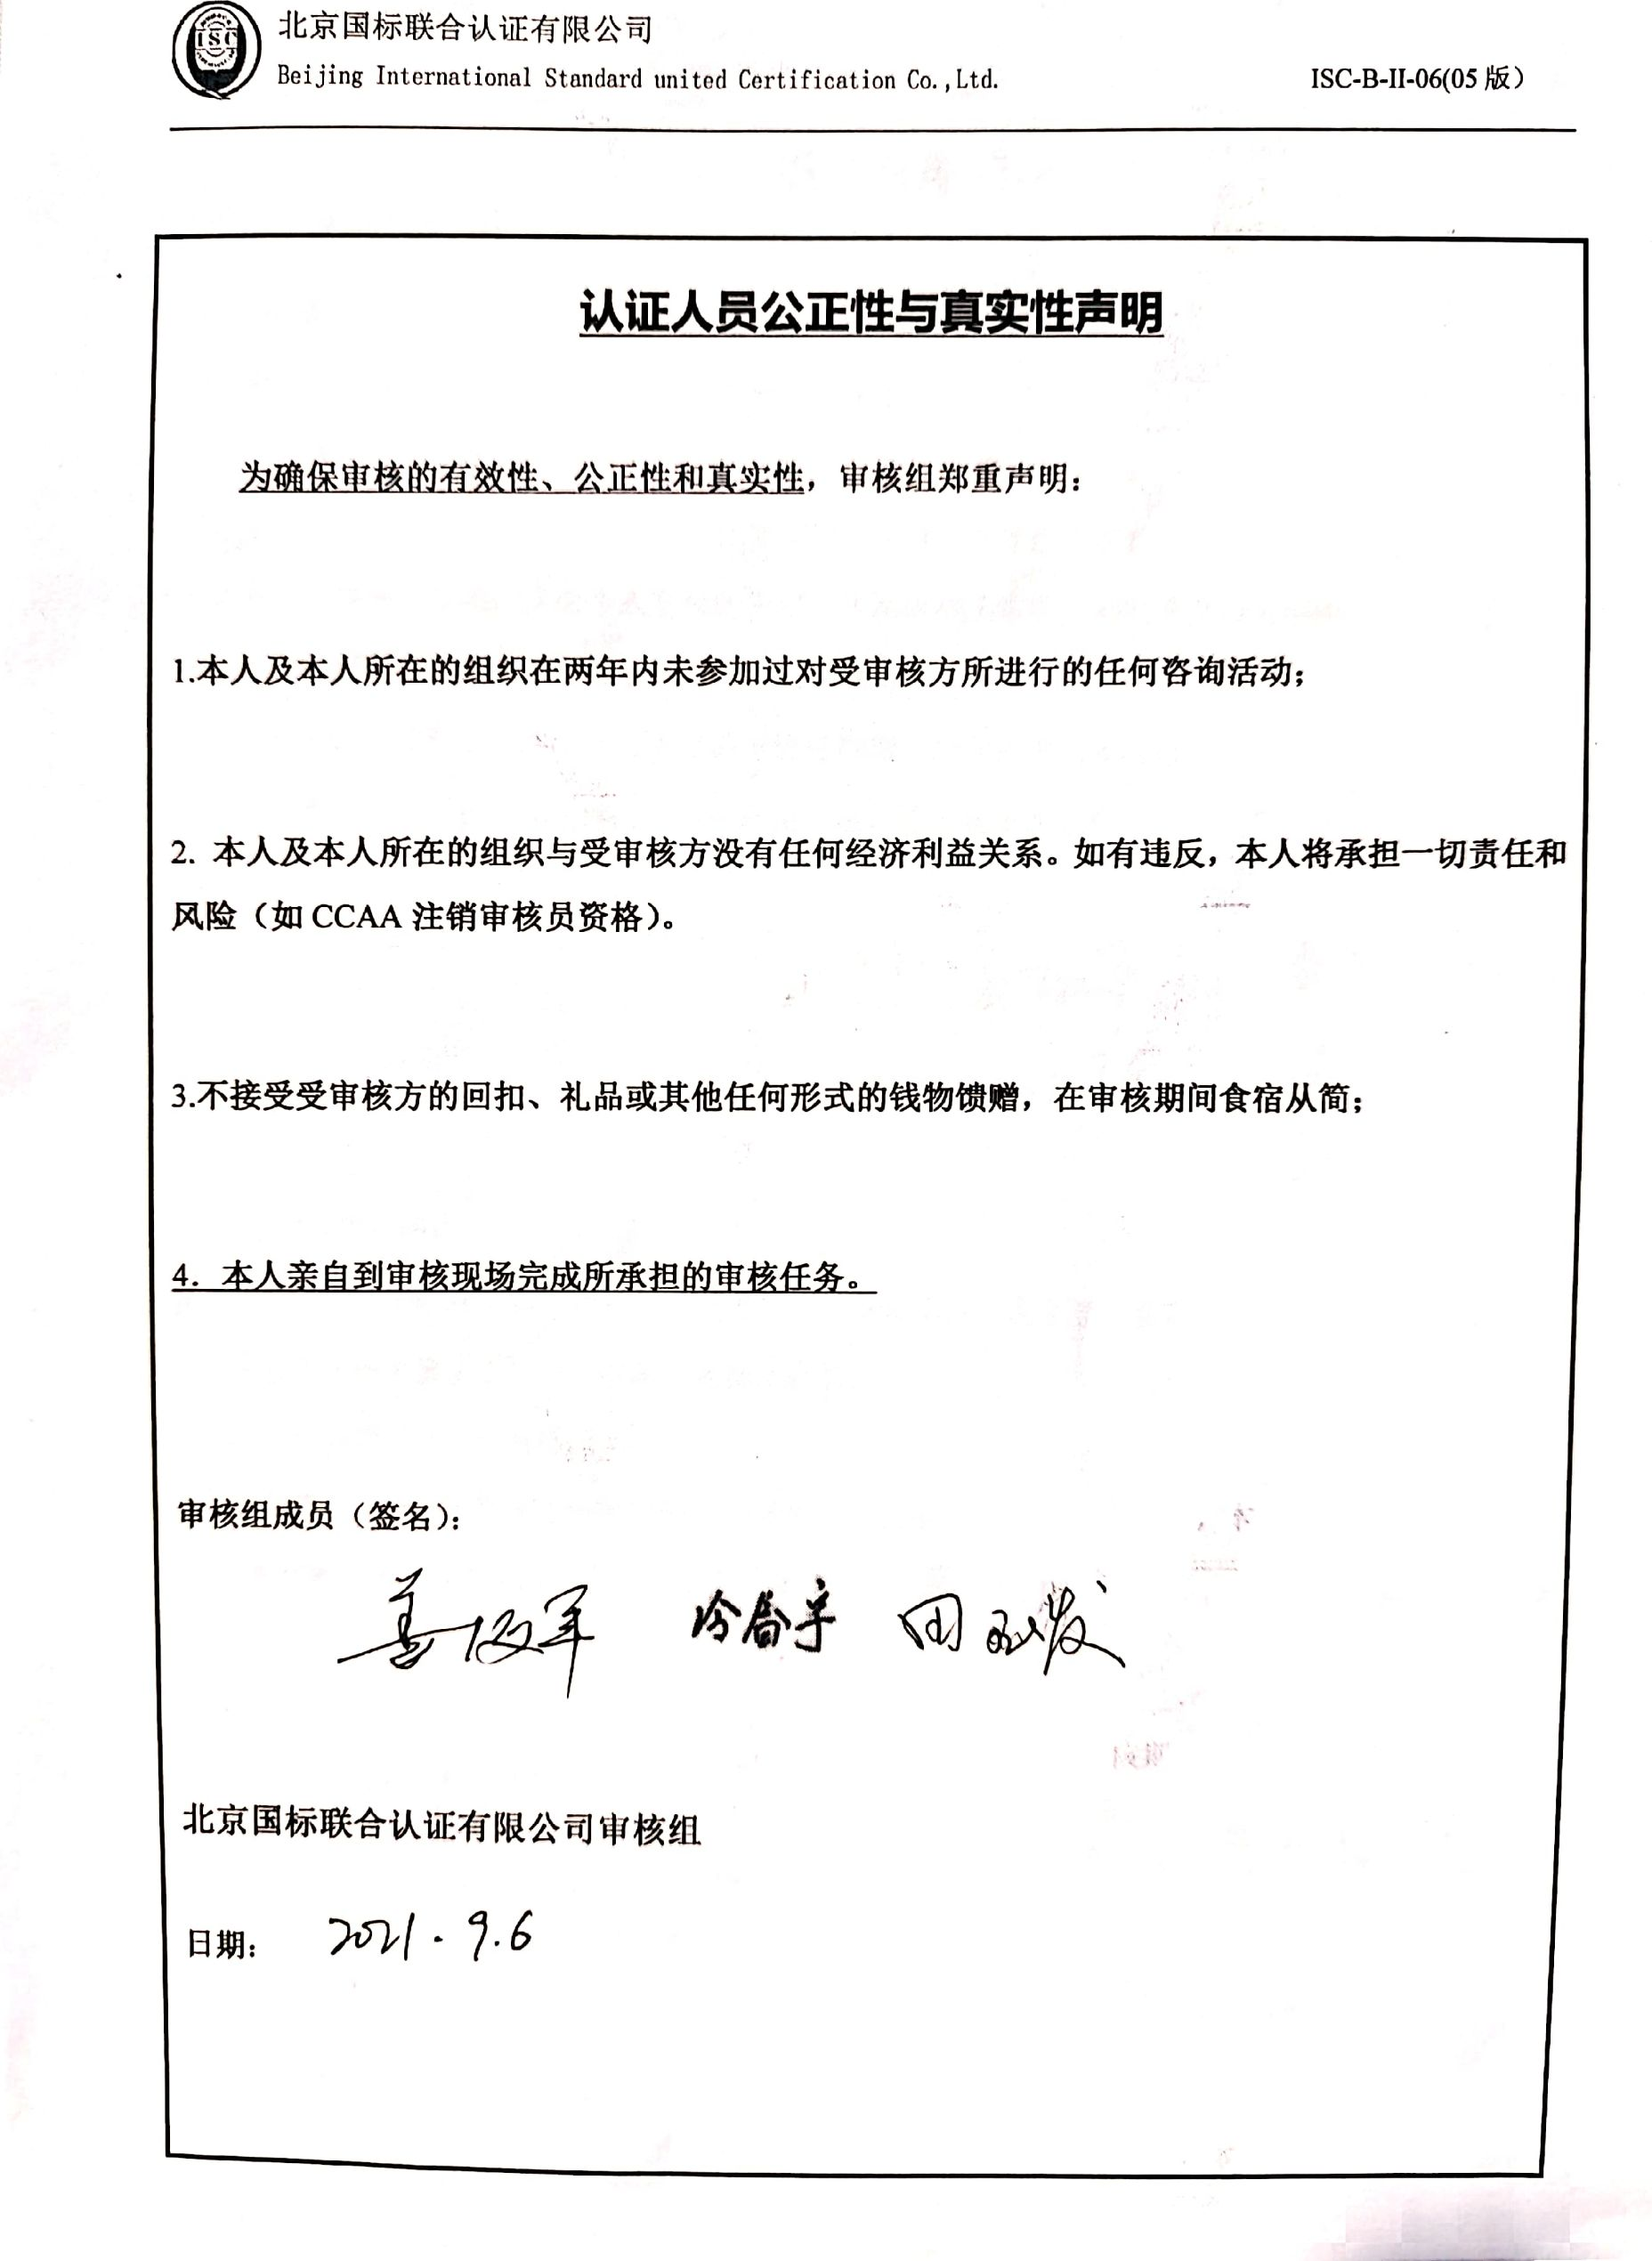 ISC
北京国标联合认证有限公司
Beijing International Standard united Certification Co.,Ltd.
ISC-B-II-06(05 版)
认证人员公正性与真实性声明
为确保审核的有效性、公正性和真实性，审核组郑重声明：
1.本人及本人所在的组织在两年内未参加过对受审核方所进行的任何咨询活动；
2. 本人及本人所在的组织与受审核方没有任何经济利益关系。如有违反，本人将承担一切责任和
风险（如 CCAA 注销审核员资格）。
3.不接受受审核方的回扣、礼品或其他任何形式的钱物馈赠，在审核期间食宿从简；
4. 本人亲自到审核现场完成所承担的审核任务。
审核组成员（签名）：
北京国标联合认证有限公司审核组
日期： 2021.9.6